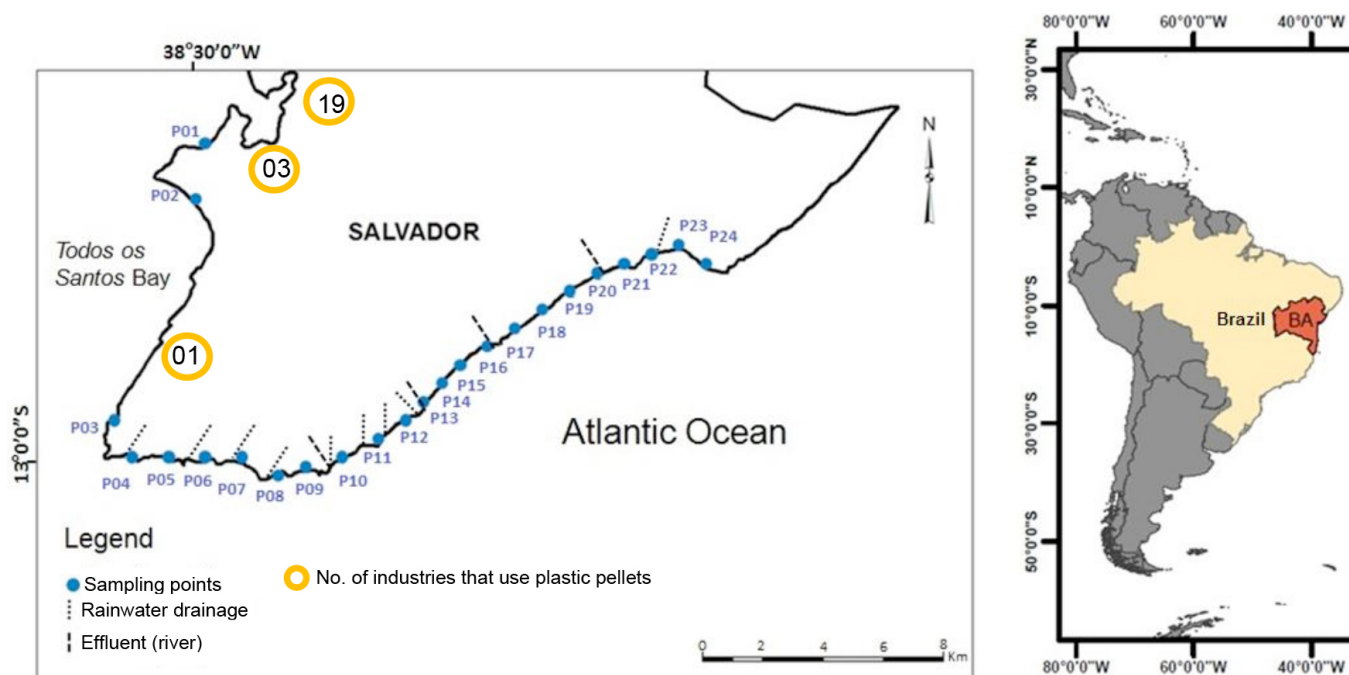 38°30'0"W
19
P01
03
N
P02
SALVADOR
P23
P24
Todos os
Santos Bay
P22
P21
P20
P19
P18
P17
01
P16
P15
P14
P13
P12
P03
P11
Atlantic Ocean
13°0'0"S
P10
P04
P05
P06
P07
P08
P09
Legend
Sampling points
No. of industries that use plastic pellets
Rainwater drainage
Effluent (river)
0 2 4 6 8
Km
80°0'0"W 60°0'0"W 40°0'0"W
30°0'0"N
10°0'0"N
10°0'0"S
Brazil
BA
30°0'0"S
50°0'0"S
80°0'0"W 60°0'0"W 40°0'0"W